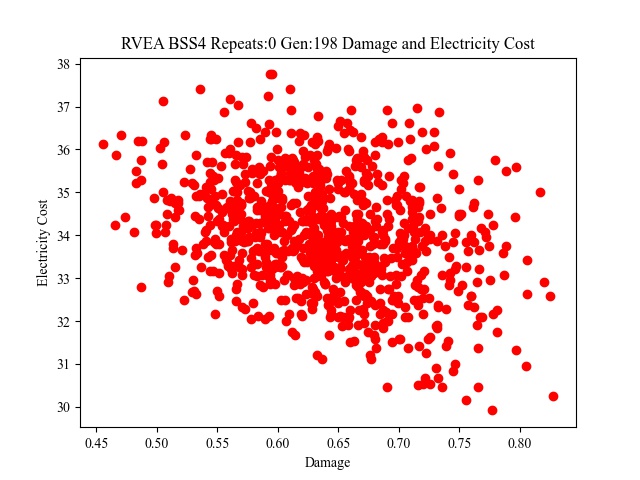 RVEA BSS4 Repeats:0 Gen:198 Damage and Electricity Cost
38
37
36
35
34
33
32
31
30
Electricity Cost
0.45 0.50 0.55 0.60 0.65 0.70 0.75 0.80
Damage